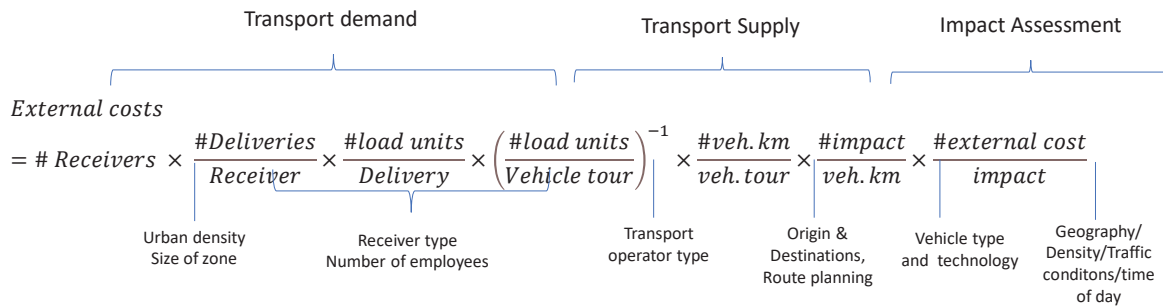 Transport demand
Transport Supply
Impact Assessment
External costs
= # Receivers × #Deliveries/Receiver × #load units/Delivery × (#load units/Vehicle tour)⁻¹ × #veh.km/veh.tour × #impact/veh.km × #external cost/impact
Urban density
Size of zone
Receiver type
Number of employees
Transport
operator type
Origin &
Destinations,
Route planning
Vehicle type
and technology
Geography/
Density/Traffic
conditons/time
of day